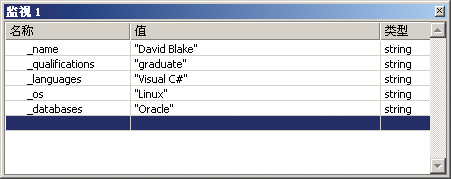 监视 1
名称 值 类型
_name "David Blake" string
_qualifications "graduate" string
_languages "Visual C#" string
_os "Linux" string
_databases "Oracle" string